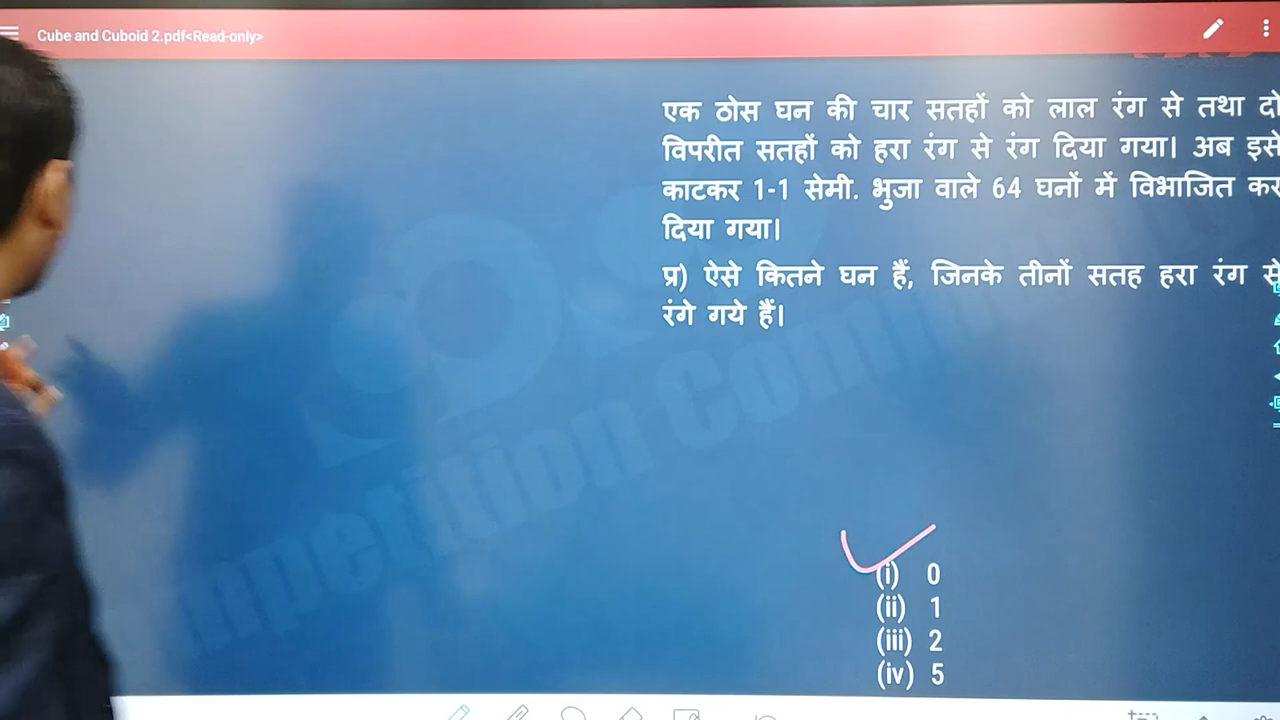 Cube and Cuboid 2.pdf<Read-only>
एक ठोस घन की चार सतहों को लाल रंग से तथा दो
विपरीत सतहों को हरा रंग से रंग दिया गया। अब इसे
काटकर 1-1 सेमी. भुजा वाले 64 घनों में विभाजित कर
दिया गया।
प्र) ऐसे कितने घन हैं, जिनके तीनों सतह हरा रंग से
रंगे गये हैं।
(i) 0
(ii) 1
(iii) 2
(iv) 5